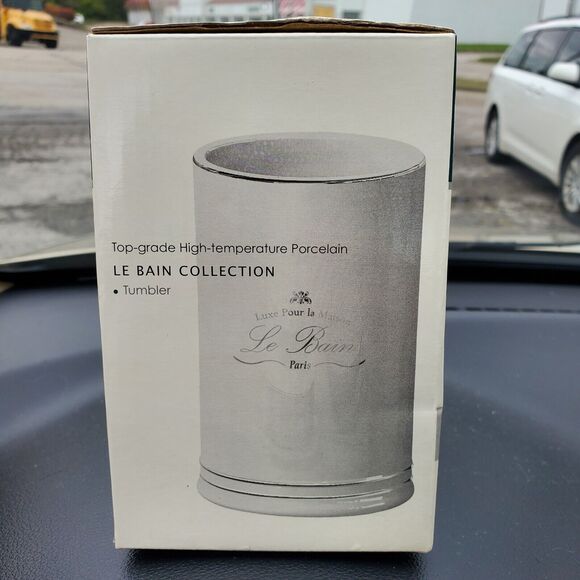 Top-grade High-temperature Porcelain
LE BAIN COLLECTION
• Tumbler
Luxe Pour la Maison
Le Bain
Paris